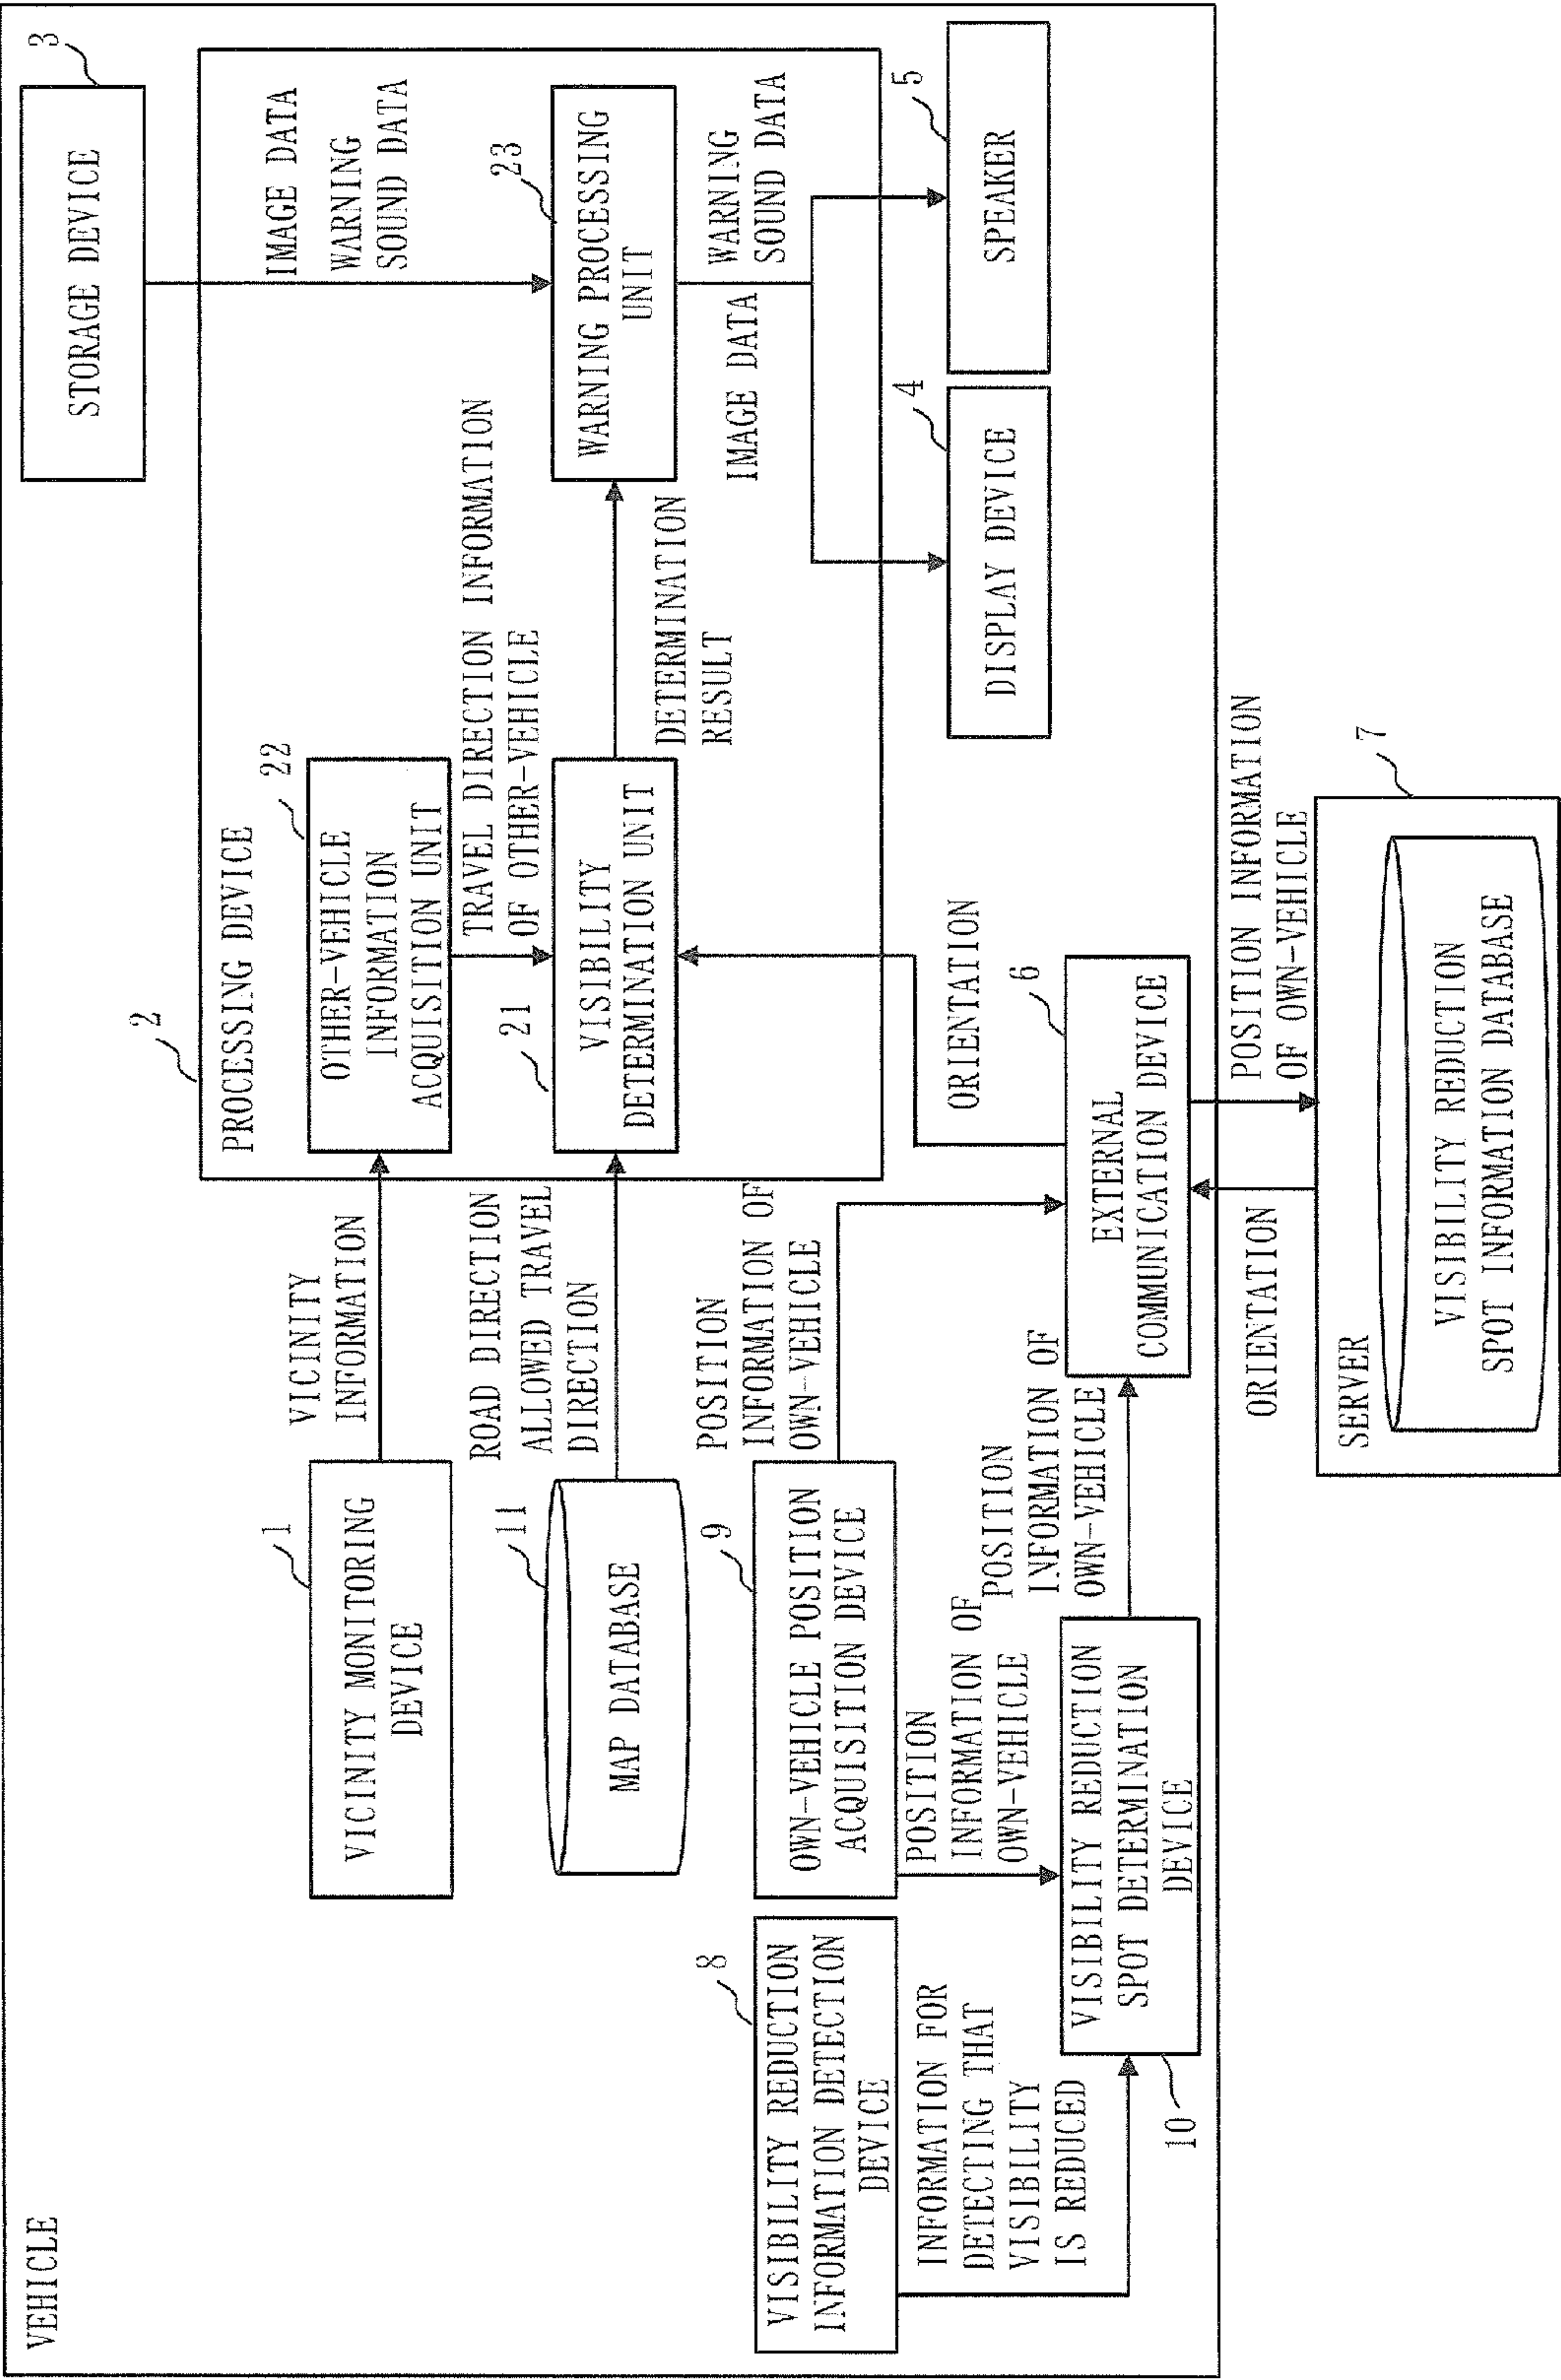 VEHICLE
3
STORAGE DEVICE
2
PROCESSING DEVICE
IMAGE DATA
WARNING
SOUND DATA
1
VICINITY MONITORING
DEVICE
VICINITY
INFORMATION
22
OTHER-VEHICLE
INFORMATION
ACQUISITION UNIT
TRAVEL DIRECTION INFORMATION
OF OTHER-VEHICLE
23
WARNING PROCESSING
UNIT
11
MAP DATABASE
ROAD DIRECTION
ALLOWED TRAVEL
DIRECTION
21
VISIBILITY
DETERMINATION UNIT
DETERMINATION
RESULT
IMAGE DATA
WARNING
SOUND DATA
8
VISIBILITY REDUCTION
INFORMATION DETECTION
DEVICE
9
OWN-VEHICLE POSITION
ACQUISITION DEVICE
POSITION
INFORMATION OF
OWN-VEHICLE
ORIENTATION
4
DISPLAY DEVICE
5
SPEAKER
INFORMATION FOR
DETECTING THAT
VISIBILITY
IS REDUCED
POSITION
INFORMATION OF
OWN-VEHICLE
POSITION
INFORMATION OF
OWN-VEHICLE
6
EXTERNAL
COMMUNICATION DEVICE
VISIBILITY REDUCTION
SPOT DETERMINATION
DEVICE
10
ORIENTATION
POSITION INFORMATION
OF OWN-VEHICLE
7
SERVER
VISIBILITY REDUCTION
SPOT INFORMATION DATABASE